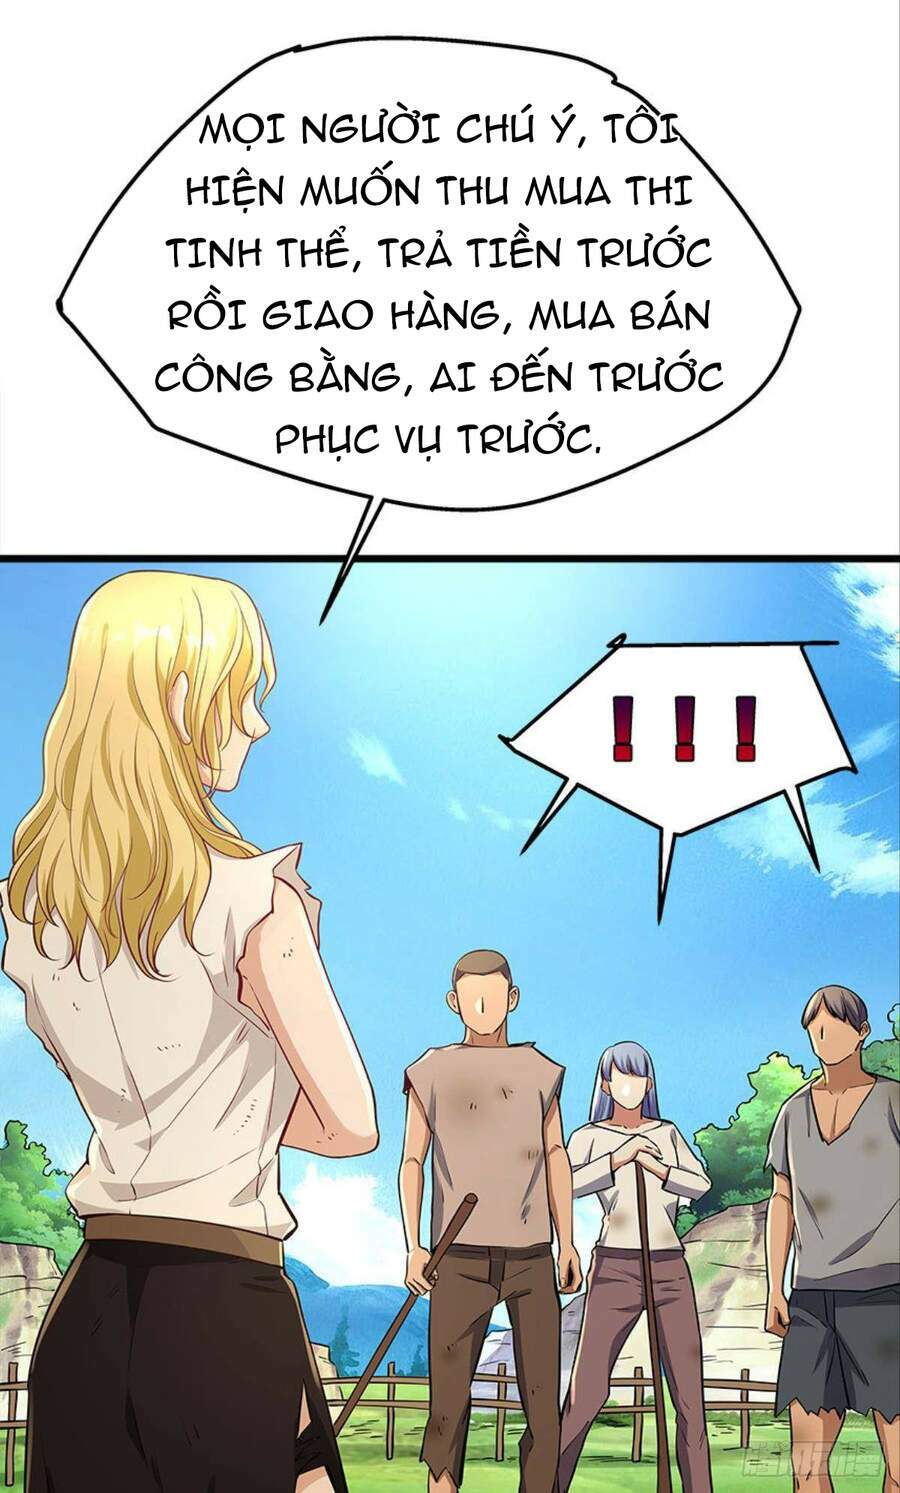 MỌI NGƯỜI CHÚ Ý, TÔI
HIỆN MUỐN THU MUA THI
TINH THỂ, TRẢ TIỀN TRƯỚC
RỒI GIAO HÀNG, MUA BÁN
CÔNG BẰNG, AI ĐẾN TRƯỚC
PHỤC VỤ TRƯỚC.
!!!